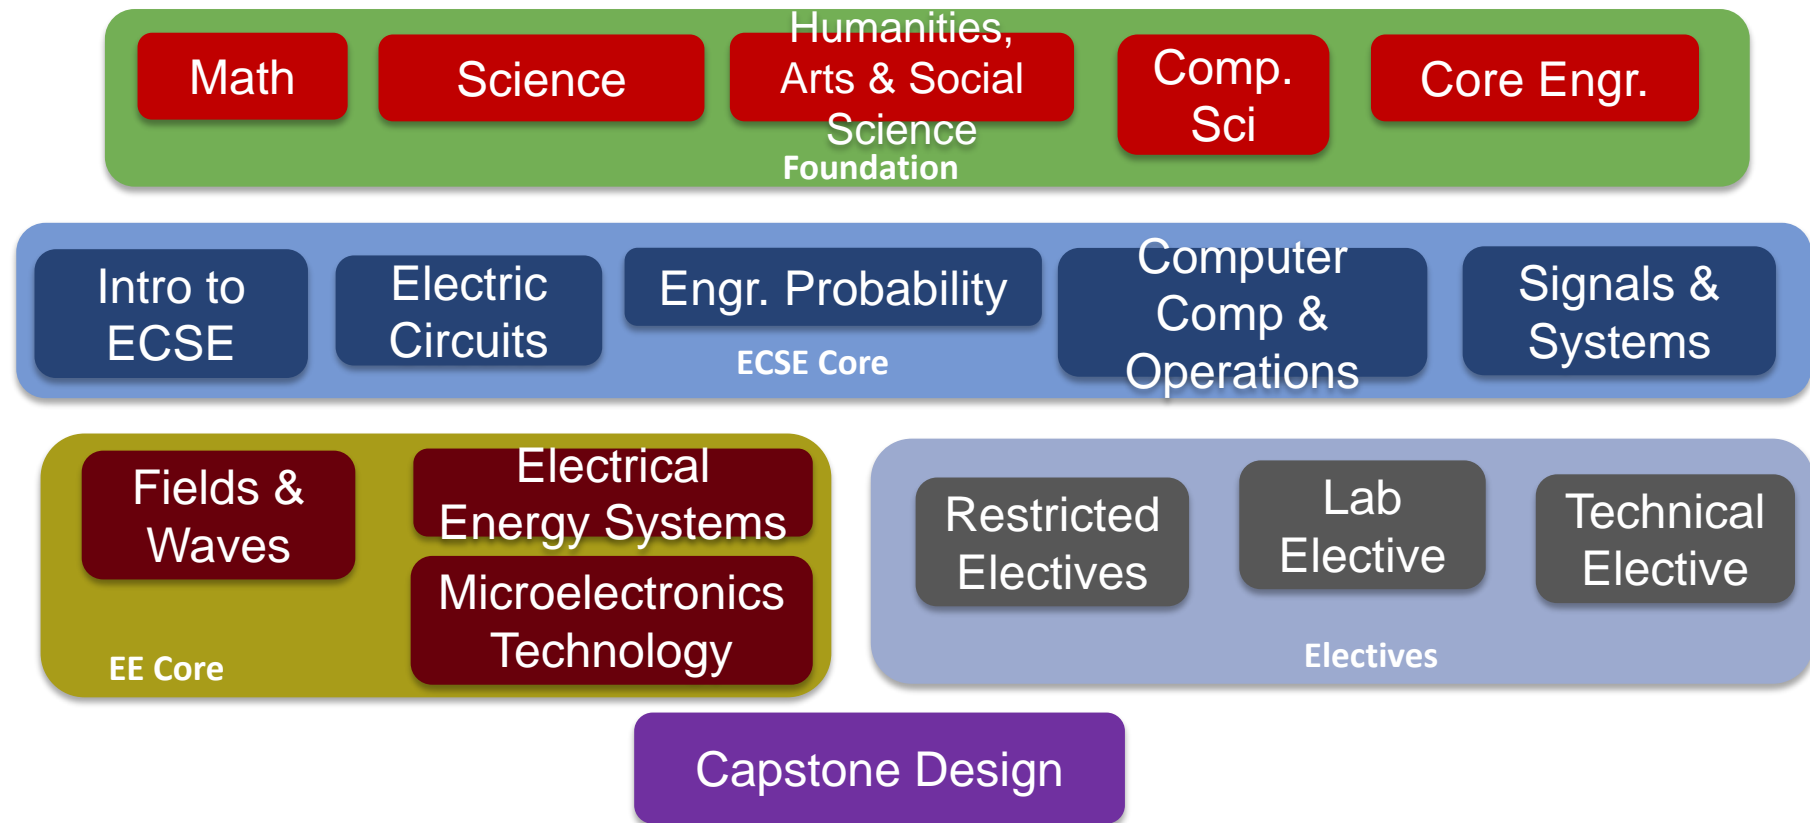 Math
Science
Humanities,
Arts & Social
Science
Comp.
Sci
Core Engr.
Foundation
Intro to
ECSE
Electric
Circuits
Engr. Probability
Computer
Comp &
Operations
Signals &
Systems
ECSE Core
Fields &
Waves
Electrical
Energy Systems
Microelectronics
Technology
EE Core
Restricted
Electives
Lab
Elective
Technical
Elective
Electives
Capstone Design